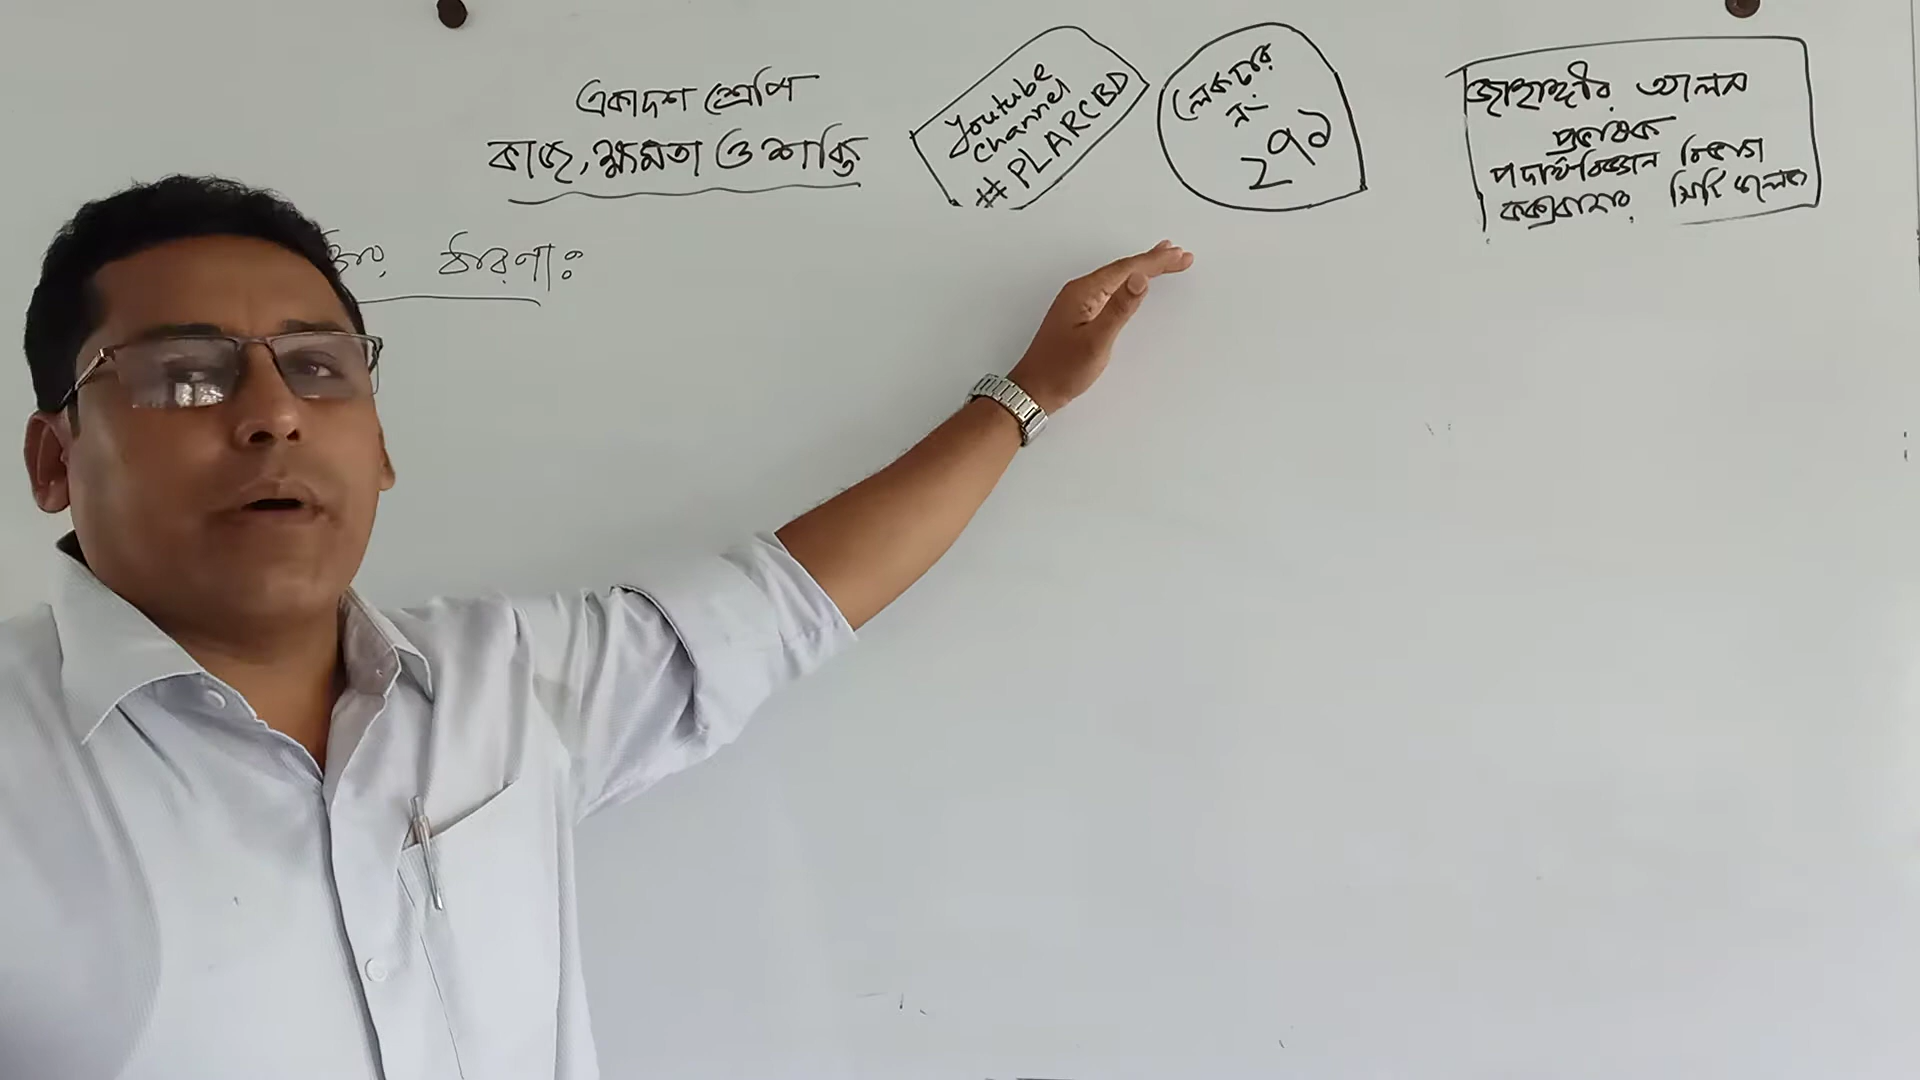 একাদশ শ্রেণি
কাজ, ক্ষমতা ও শক্তি
Youtube
Channel
#PLARCBD
লেকচার
নং
২৭১
জাহাঙ্গীর আলম
প্রভাষক
পদার্থবিজ্ঞান বিভাগ
কক্সবাজার সিটি কলেজ
ধারণাঃ